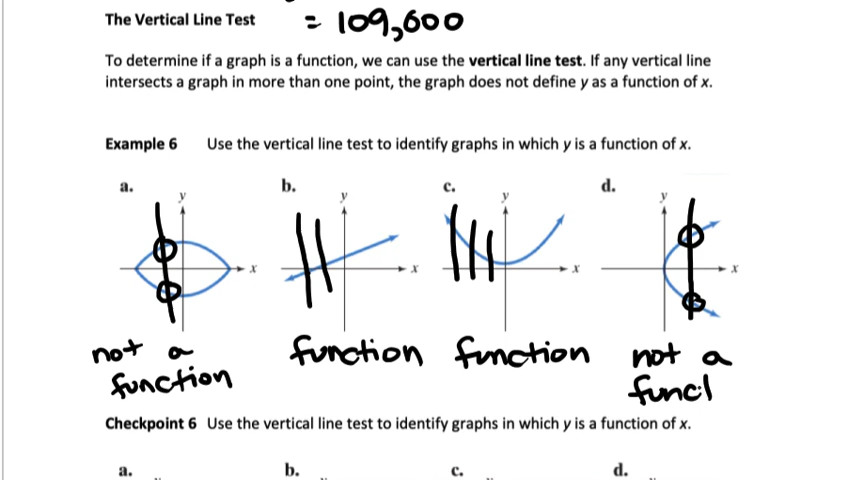 The Vertical Line Test = 109,600
To determine if a graph is a function, we can use the vertical line test. If any vertical line
intersects a graph in more than one point, the graph does not define y as a function of x.
Example 6 Use the vertical line test to identify graphs in which y is a function of x.
a. b. c. d.
y y y y
x x x x
not a function function not a
function funcl
Checkpoint 6 Use the vertical line test to identify graphs in which y is a function of x.
a. b. c. d.